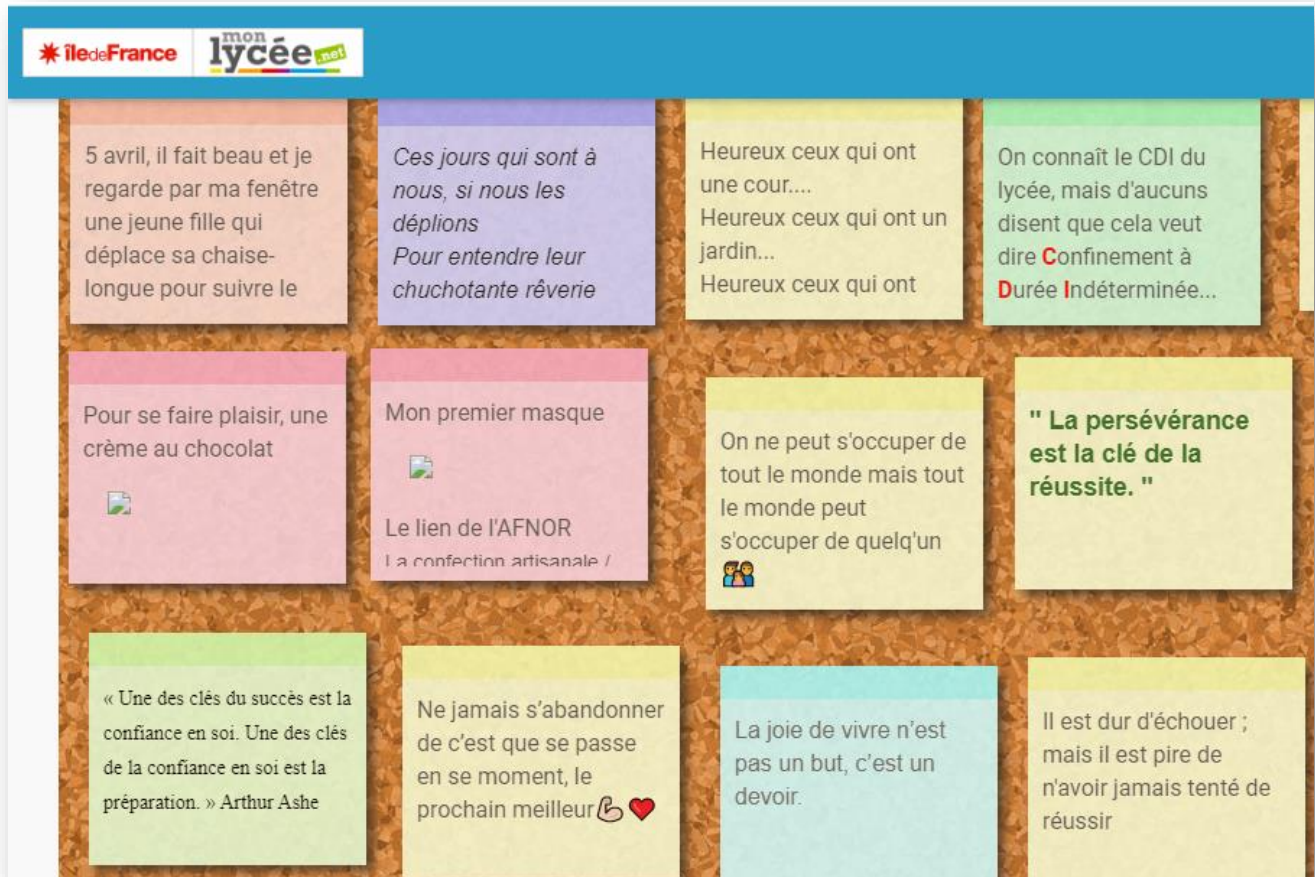 îledeFrance
mon
lycée.net
5 avril, il fait beau et je
regarde par ma fenêtre
une jeune fille qui
déplace sa chaise-
longue pour suivre le
Ces jours qui sont à
nous, si nous les
déplions
Pour entendre leur
chuchotante rêverie
Heureux ceux qui ont
une cour....
Heureux ceux qui ont un
jardin...
Heureux ceux qui ont
On connaît le CDI du
lycée, mais d'aucuns
disent que cela veut
dire Confinement à
Durée Indéterminée...
Pour se faire plaisir, une
crème au chocolat
Mon premier masque
Le lien de l'AFNOR
La confection artisanale /
On ne peut s'occuper de
tout le monde mais tout
le monde peut
s'occuper de quelq'un
" La persévérance
est la clé de la
réussite. "
« Une des clés du succès est la
confiance en soi. Une des clés
de la confiance en soi est la
préparation. » Arthur Ashe
Ne jamais s’abandonner
de c’est que se passe
en se moment, le
prochain meilleur💪❤️
La joie de vivre n’est
pas un but, c’est un
devoir.
Il est dur d'échouer ;
mais il est pire de
n'avoir jamais tenté de
réussir